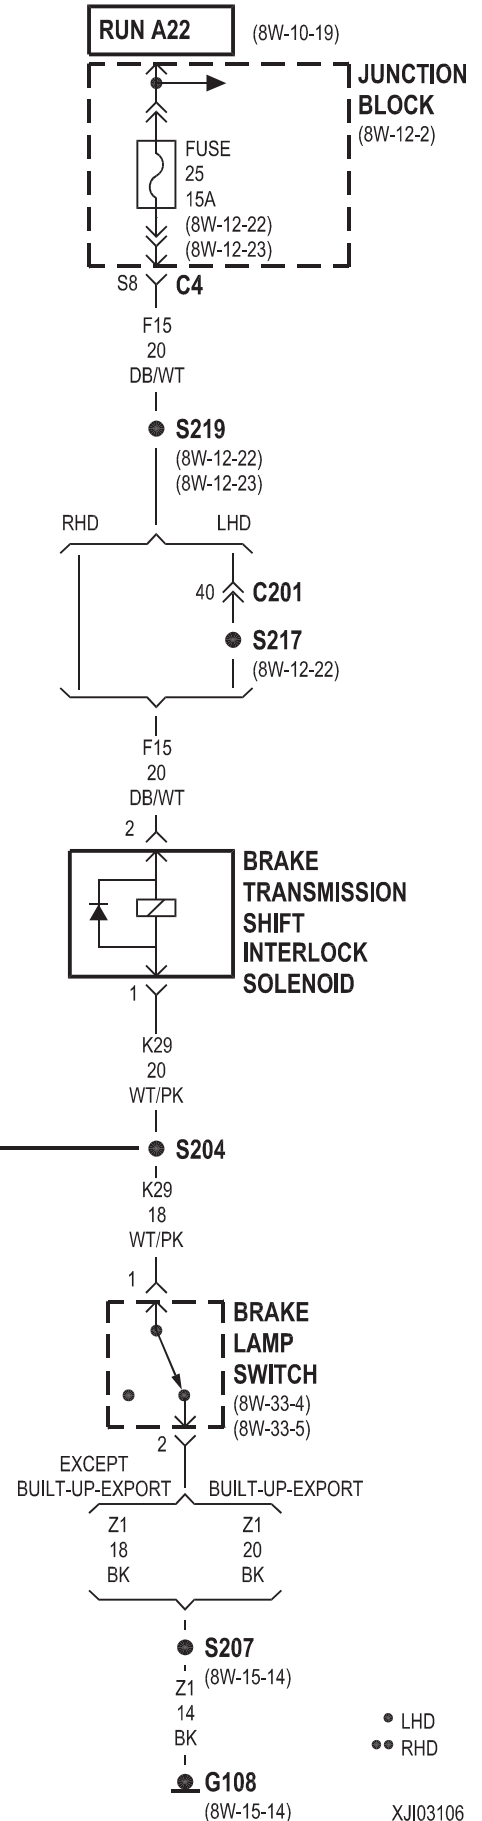 RUN A22
(8W-10-19)
JUNCTION
BLOCK
(8W-12-2)
FUSE
25
15A
(8W-12-22)
(8W-12-23)
S8
C4
F15
20
DB/WT
S219
(8W-12-22)
(8W-12-23)
RHD
LHD
40
C201
S217
(8W-12-22)
F15
20
DB/WT
2
BRAKE
TRANSMISSION
SHIFT
INTERLOCK
SOLENOID
1
K29
20
WT/PK
S204
K29
18
WT/PK
1
BRAKE
LAMP
SWITCH
(8W-33-4)
(8W-33-5)
2
EXCEPT
BUILT-UP-EXPORT
BUILT-UP-EXPORT
Z1
18
BK
Z1
20
BK
S207
(8W-15-14)
Z1
14
BK
G108
(8W-15-14)
LHD
RHD
XJI03106